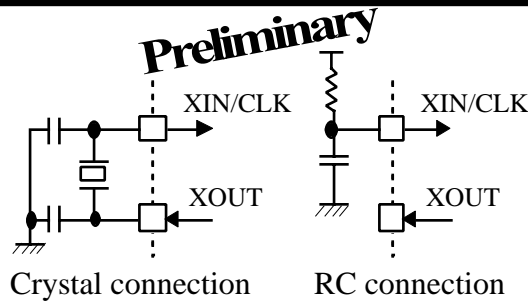 Preliminary
XIN/CLK XIN/CLK
XOUT XOUT
Crystal connection RC connection